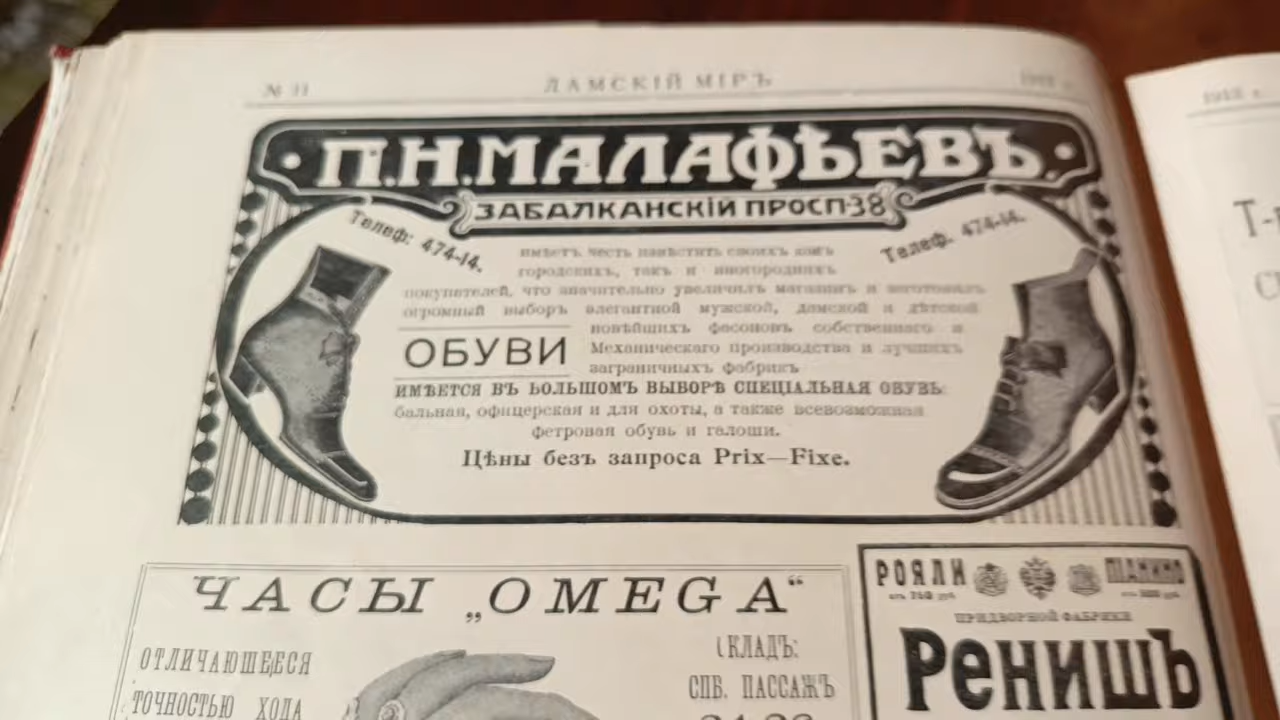 № 11 ДАМСКІЙ МІРЪ
П.Н.МАЛАФѢЕВЪ.
ЗАБАЛКАНСКІЙ ПРОСП-38
Телеф: 474-14.
Телеф. 474-14.
имѣетъ честь извѣстить своихъ какъ
городскихъ, такъ и иногороднихъ
покупателей, что значительно увеличилъ магазинъ и заготовилъ
огромный выборъ элегантной мужской, дамской и дѣтской
ОБУВИ
новѣйшихъ фасоновъ собственнаго и
Механическаго производства и лучшихъ
заграничныхъ фабрикъ
ИМѢЕТСЯ ВЪ БОЛЬШОМЪ ВЫБОРѢ СПЕЦІАЛЬНАЯ ОБУВЬ:
бальная, офицерская и для охоты, а также всевозможная
фетровая обувь и галоши.
Цѣны безъ запроса Prix—Fixe.
ЧАСЫ „OMEGA“
ОТЛИЧАЮЩІЕСЯ
ТОЧНОСТЬЮ ХОДА
СКЛАДЪ:
СПБ. ПАССАЖЪ
РОЯЛИ ПІАНИНО
ПРИДВОРНОЙ ФАБРИКИ
РЕНИШЪ